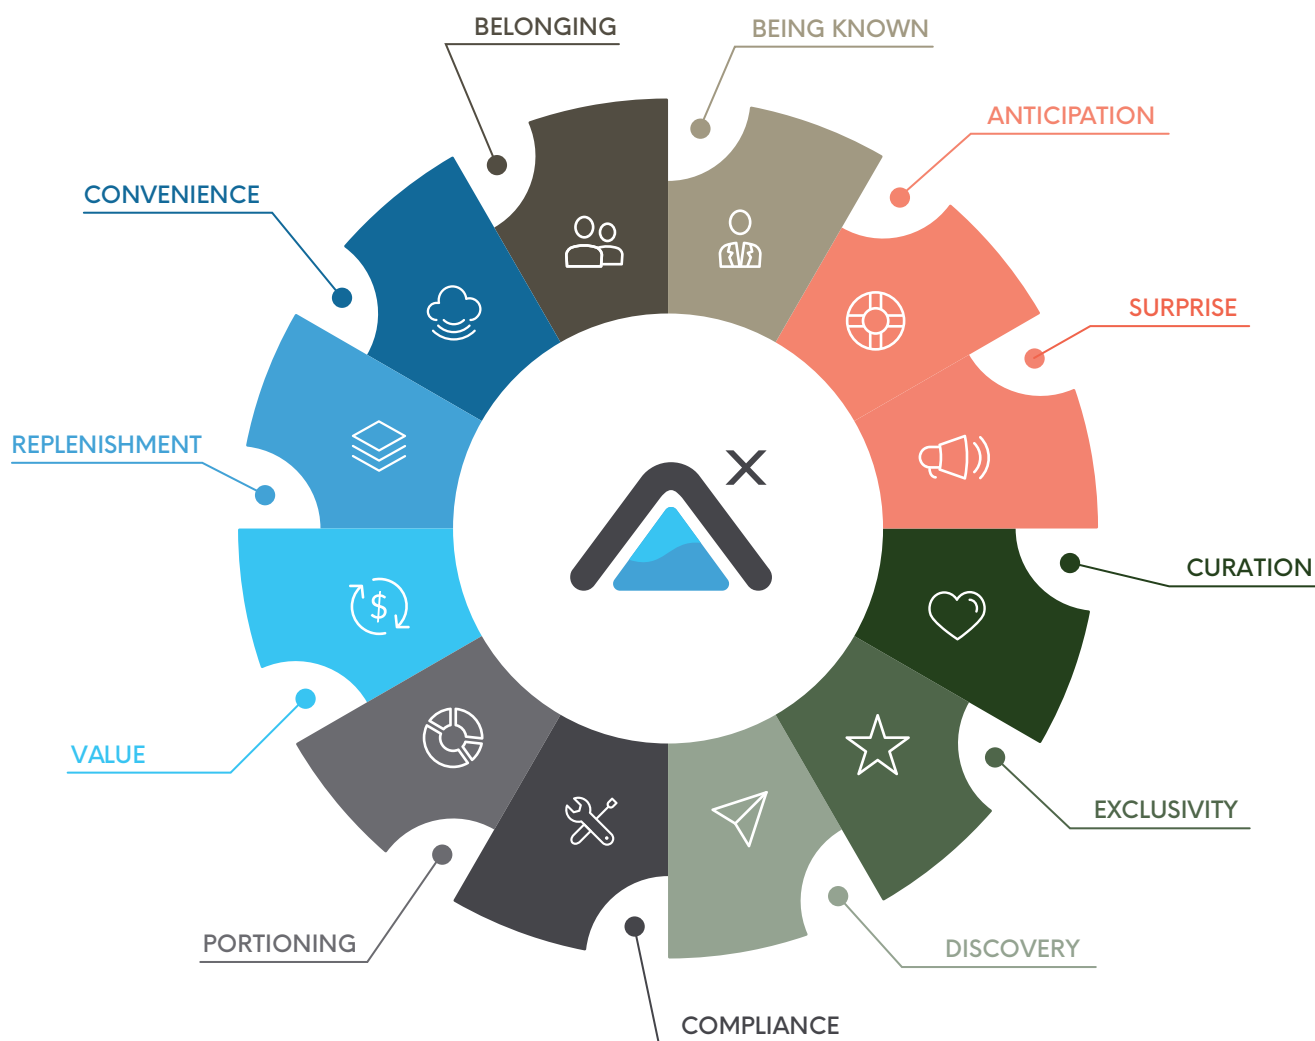 BELONGING
BEING KNOWN
ANTICIPATION
CONVENIENCE
SURPRISE
REPLENISHMENT
X
$
CURATION
VALUE
EXCLUSIVITY
PORTIONING
DISCOVERY
COMPLIANCE